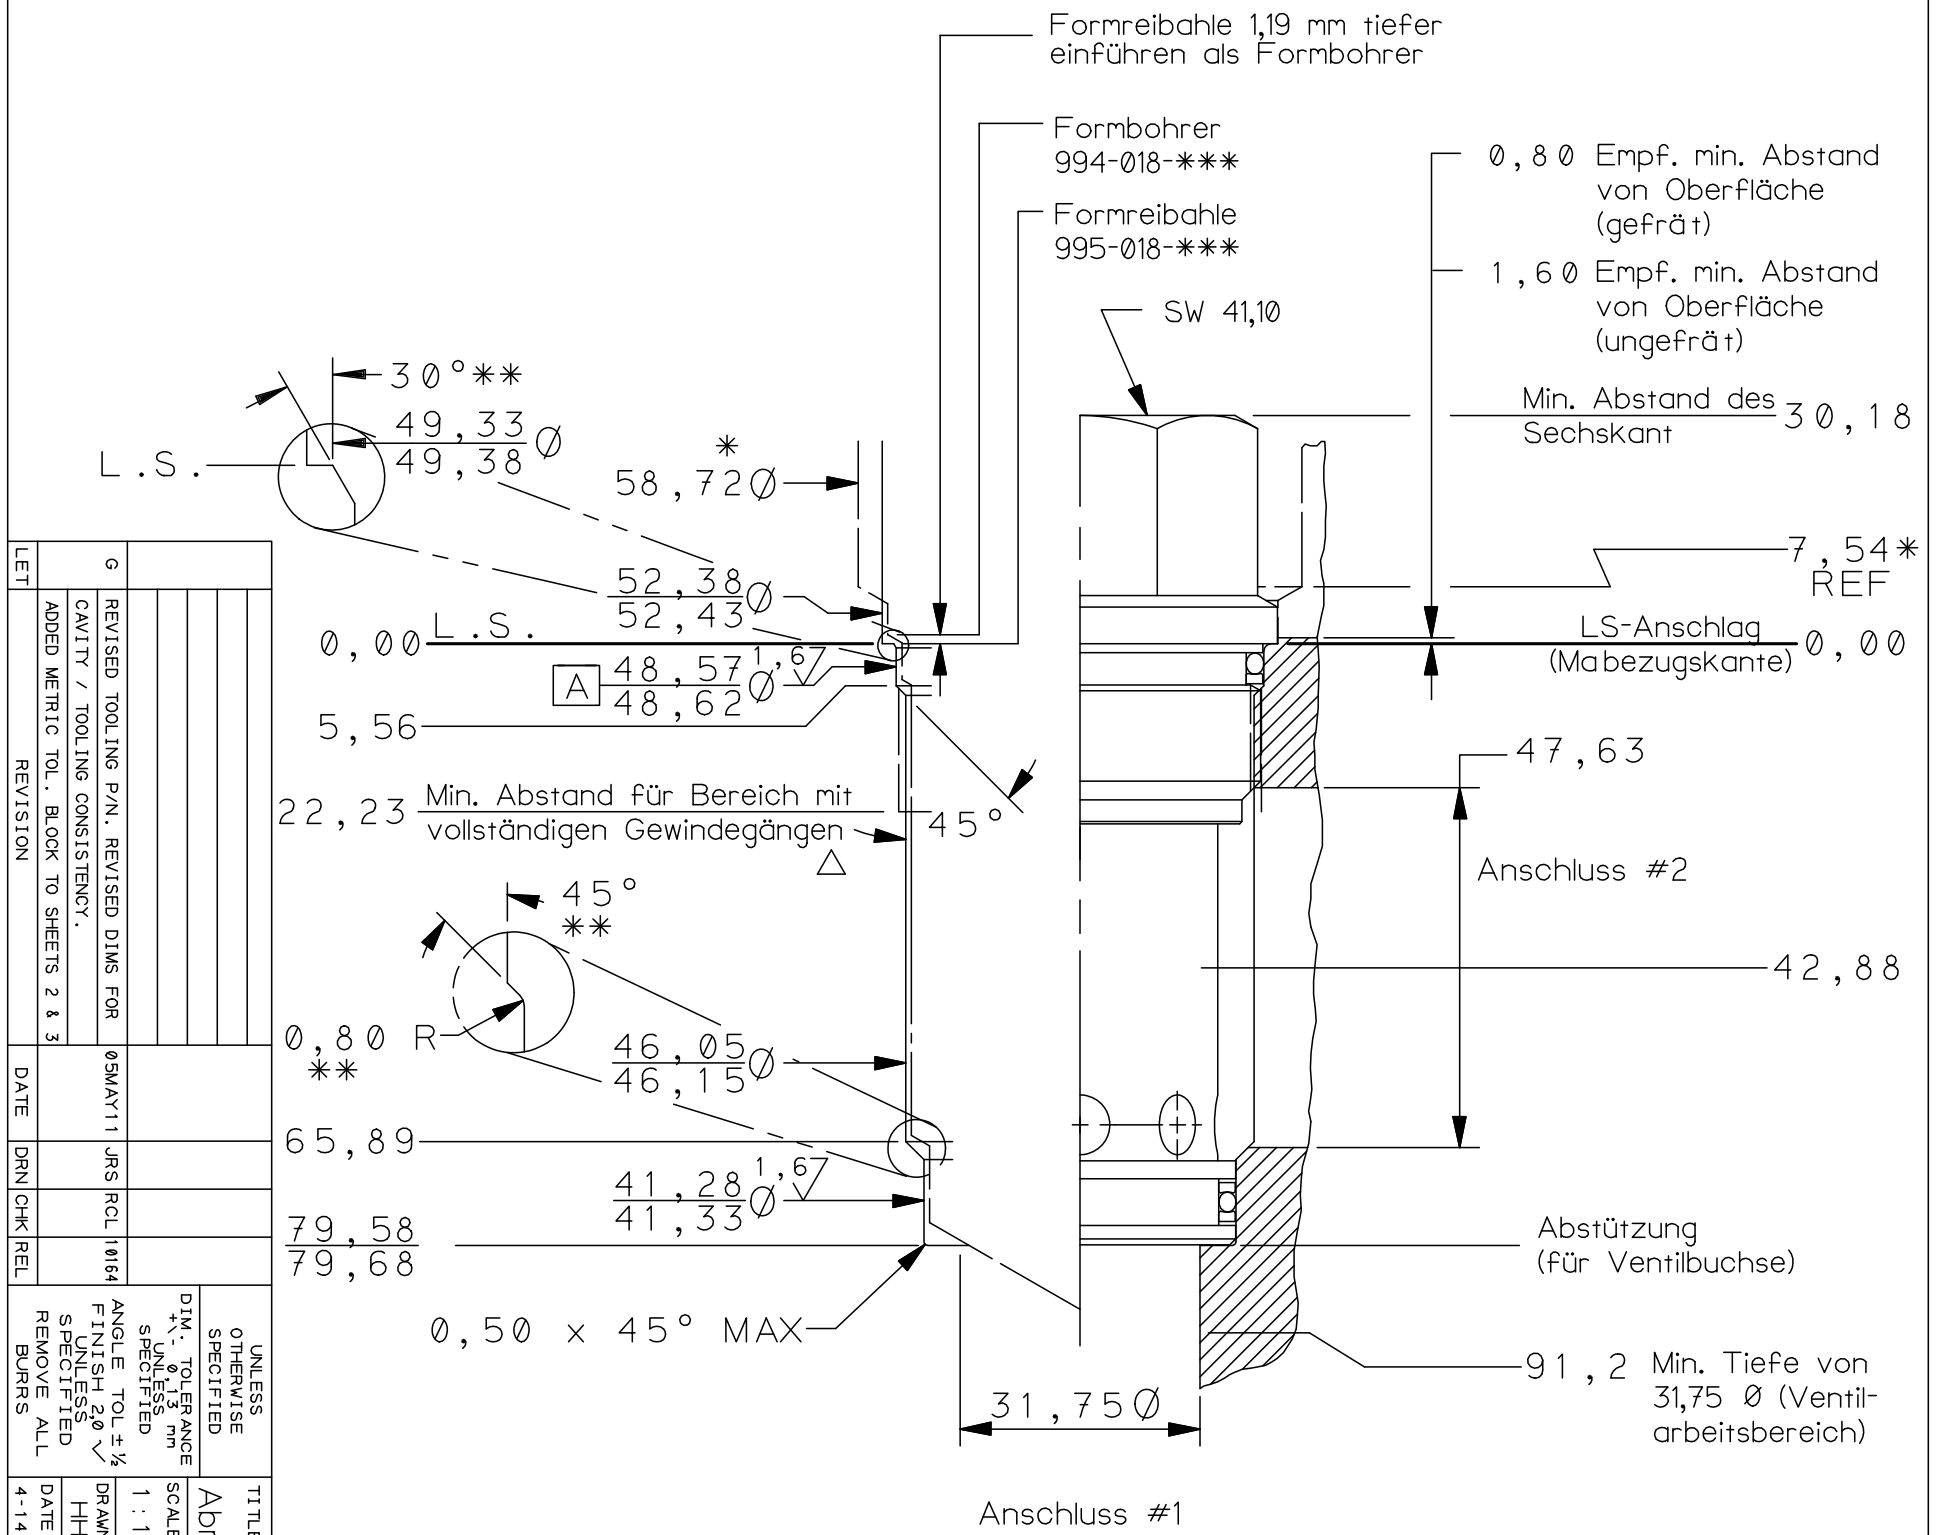 Formreibahle 1,19 mm tiefer
einführen als Formbohrer
Formbohrer
994-018-***
Formreibahle
995-018-***
0,80 Empf. min. Abstand
von Oberfläche
(gefrät)
1,60 Empf. min. Abstand
von Oberfläche
(ungefrät)
SW 41,10
Min. Abstand des
Sechskant
30,18
30°**
49,33
49,38
Ø
L.S.
*
58,72Ø
7,54*
REF
52,38
52,43
Ø
0,00
L.S.
LS-Anschlag
(Mabezugskante)
0,00
A
48,57
48,62
Ø
1,6
5,56
45°
47,63
22,23
Min. Abstand für Bereich mit
vollständigen Gewindegängen
Anschluss #2
45°
**
42,88
0,80 R
**
46,05
46,15
Ø
65,89
41,28
41,33
Ø
1,6
79,58
79,68
0,50 x 45° MAX
Abstützung
(für Ventilbuchse)
91,2 Min. Tiefe von
31,75 Ø (Ventil-
arbeitsbereich)
31,75Ø
Anschluss #1
LET
REVISION
DATE
DRN
CHK
REL
G
REVISED TOOLING P/N. REVISED DIMS FOR
CAVITY / TOOLING CONSISTENCY.
ADDED METRIC TOL. BLOCK TO SHEETS 2 & 3
05MAY11
JRS
RCL
10164
UNLESS
OTHERWISE
SPECIFIED
DIM. TOLERANCE
+\- 0,13 mm
UNLESS
SPECIFIED
ANGLE TOL ± ½
FINISH 2,0 √
UNLESS
SPECIFIED
REMOVE ALL
BURRS
TITLE
SCALE
1:1
DRAWN
DATE
4-14